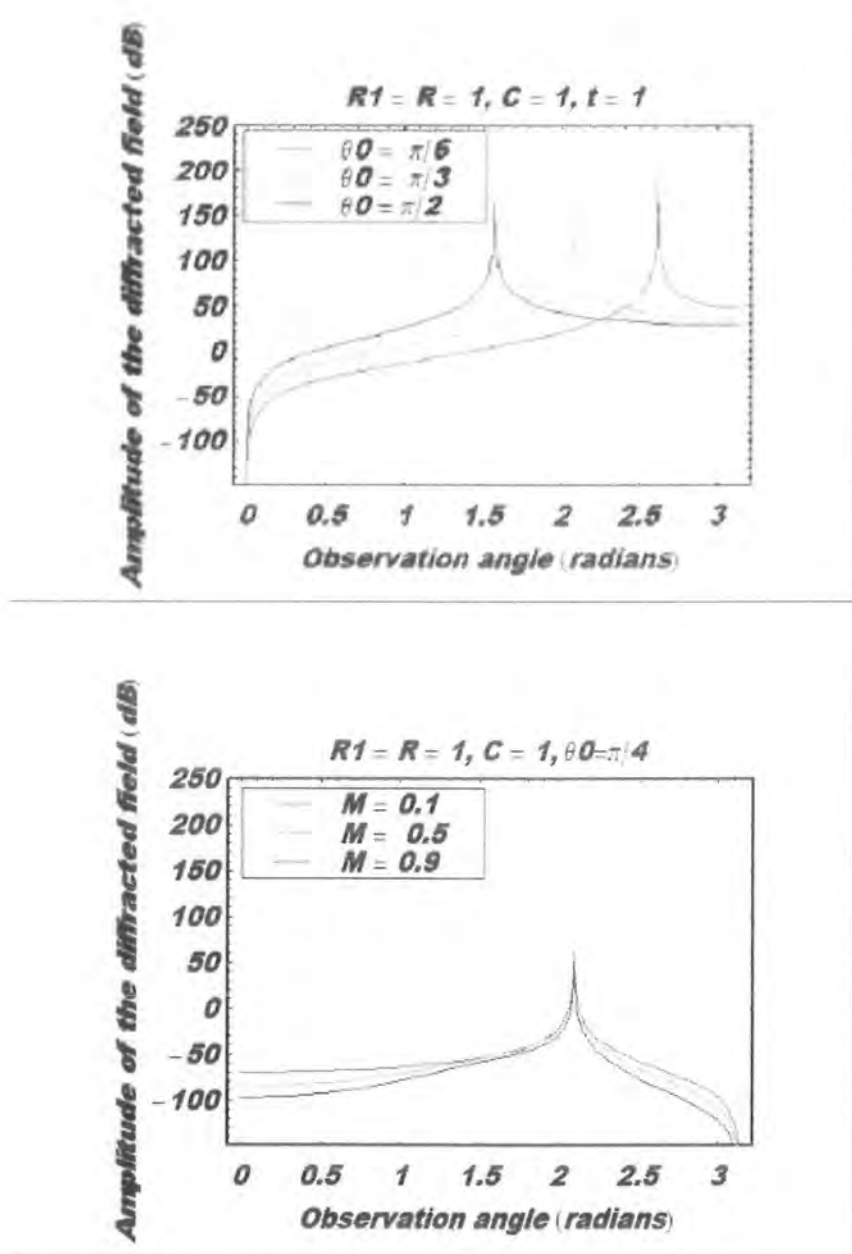 R1 = R = 1, C = 1, t = 1
Amplitude of the diffracted field (dB)
250
200
150
100
50
0
-50
-100
θ0 = π/6
θ0 = π/3
θ0 = π/2
0 0.5 1 1.5 2 2.5 3
Observation angle (radians)
R1 = R = 1, C = 1, θ0=π/4
Amplitude of the diffracted field (dB)
250
200
150
100
50
0
-50
-100
M = 0.1
M = 0.5
M = 0.9
0 0.5 1 1.5 2 2.5 3
Observation angle (radians)